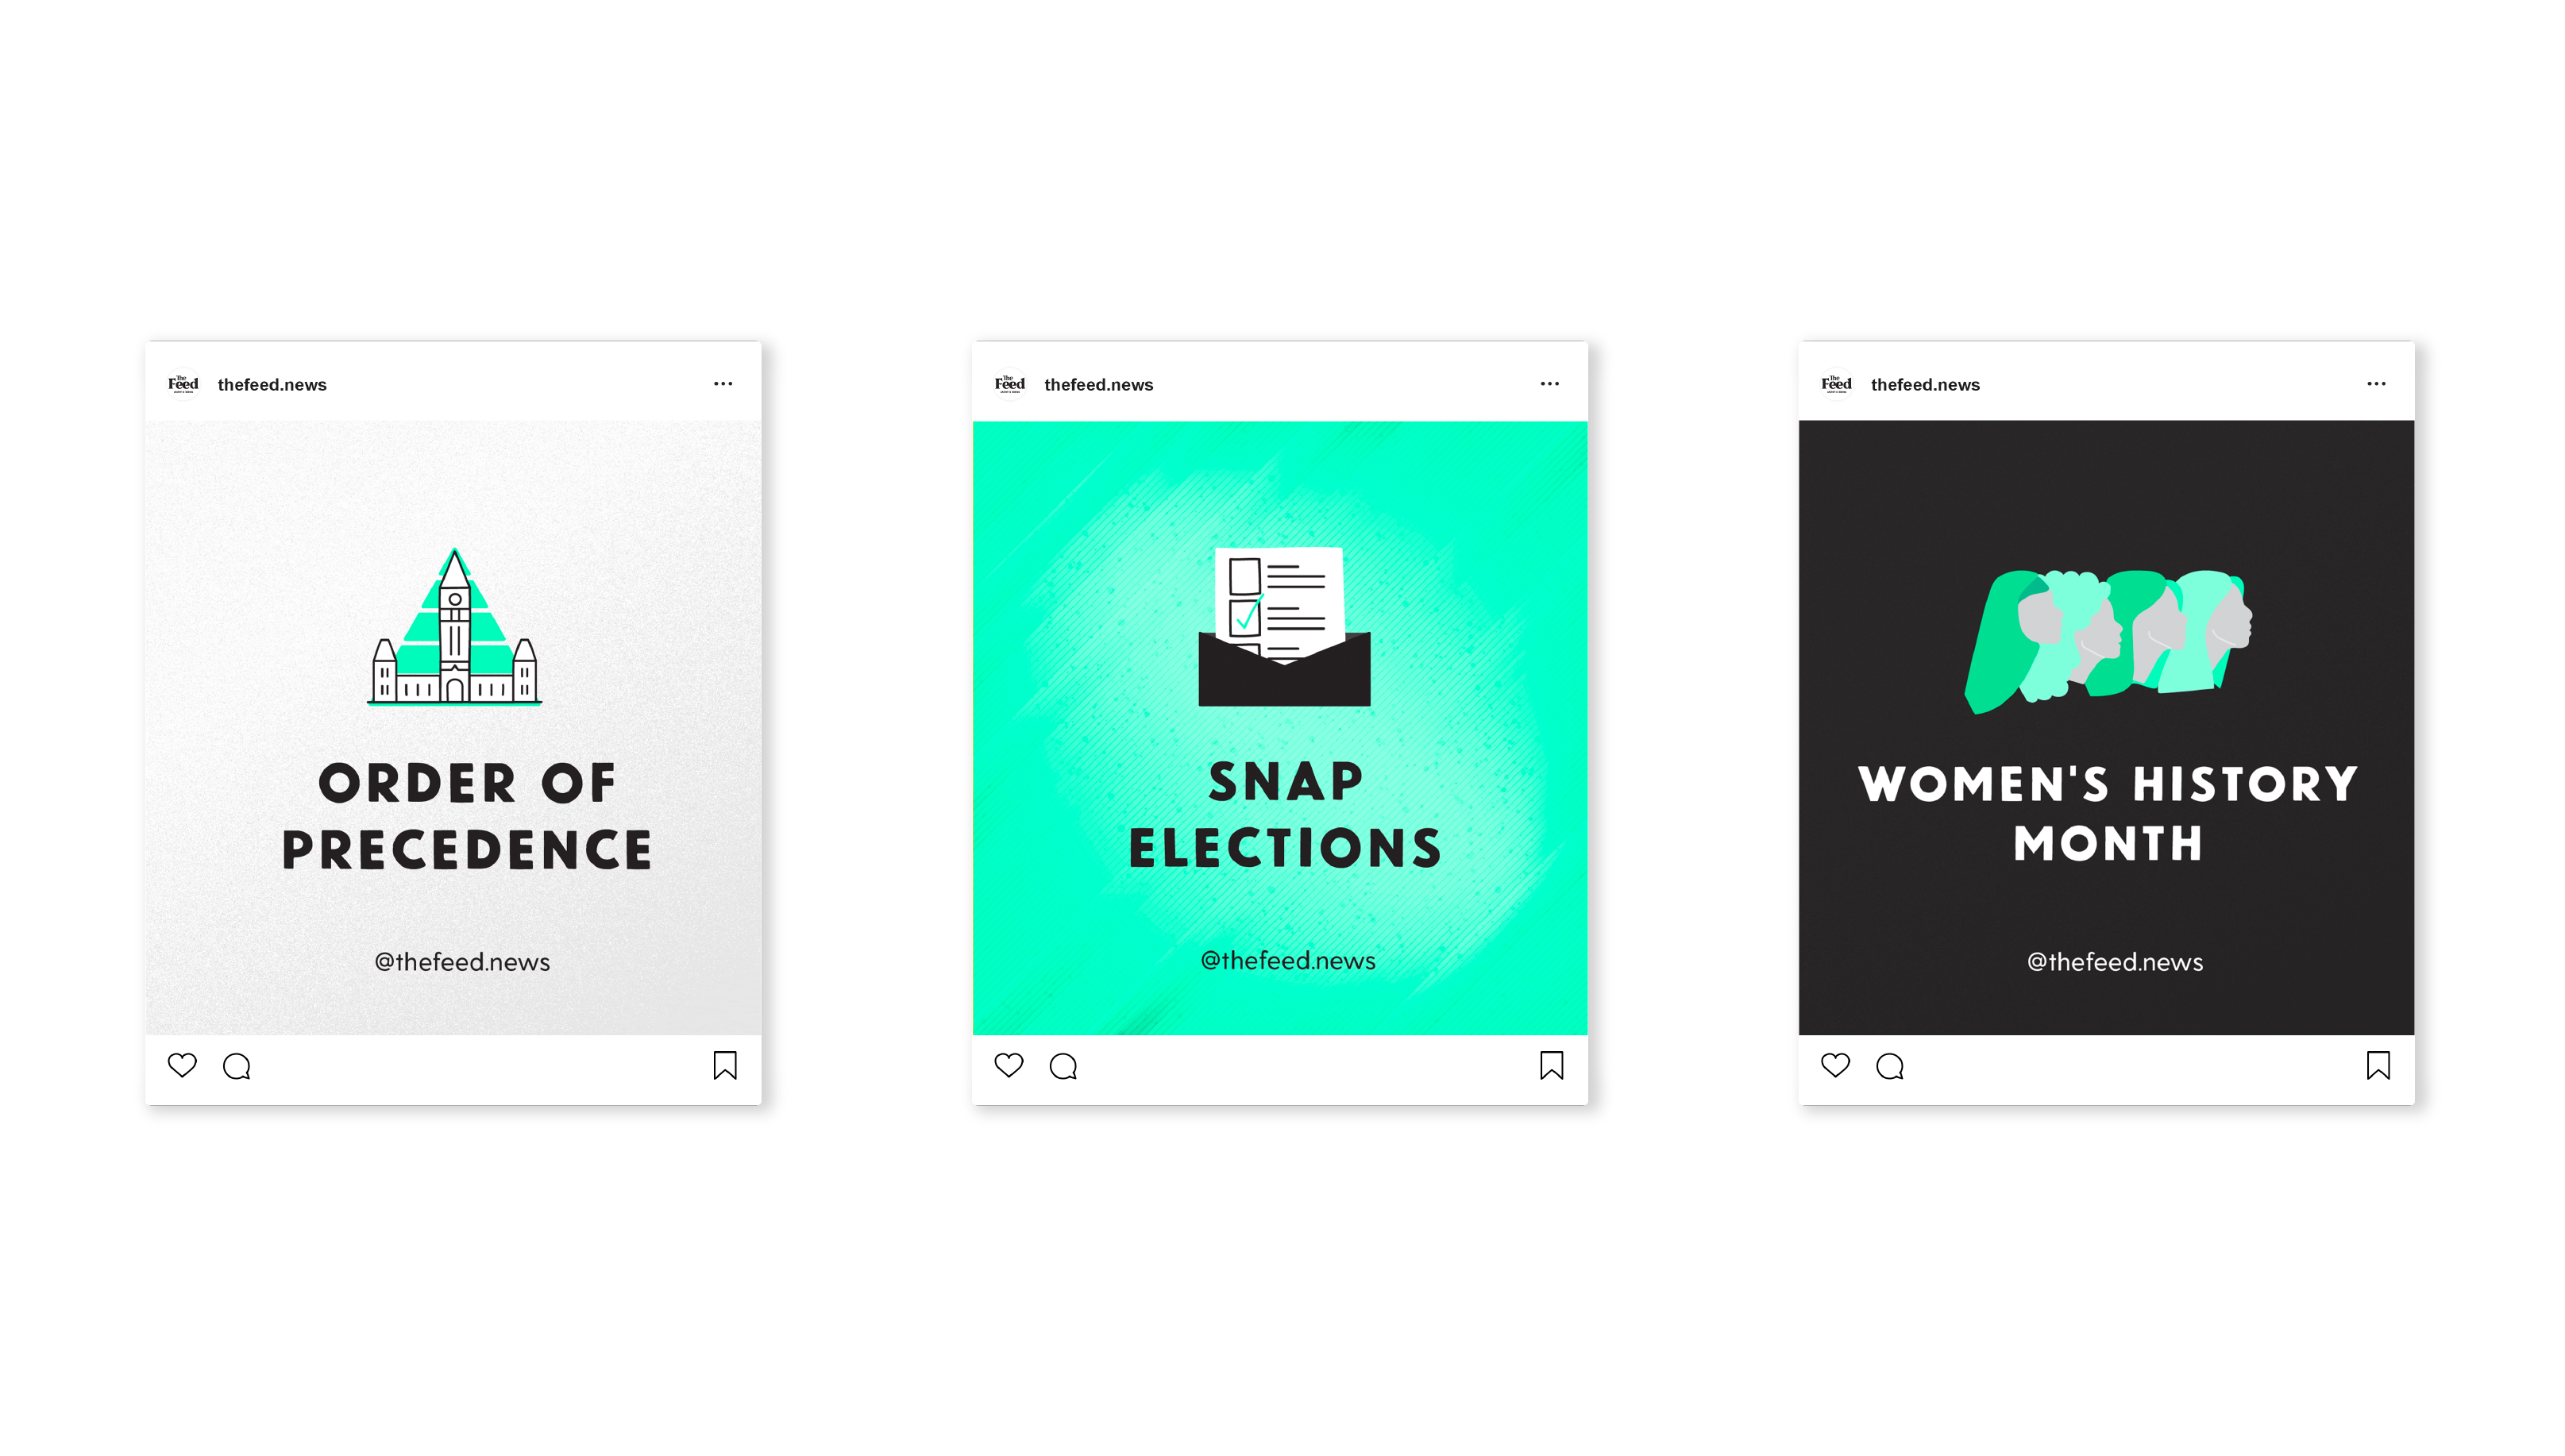 The
Feed
thefeed.news
ORDER OF
PRECEDENCE
@thefeed.news
The
Feed
thefeed.news
SNAP
ELECTIONS
@thefeed.news
The
Feed
thefeed.news
WOMEN'S HISTORY
MONTH
@thefeed.news